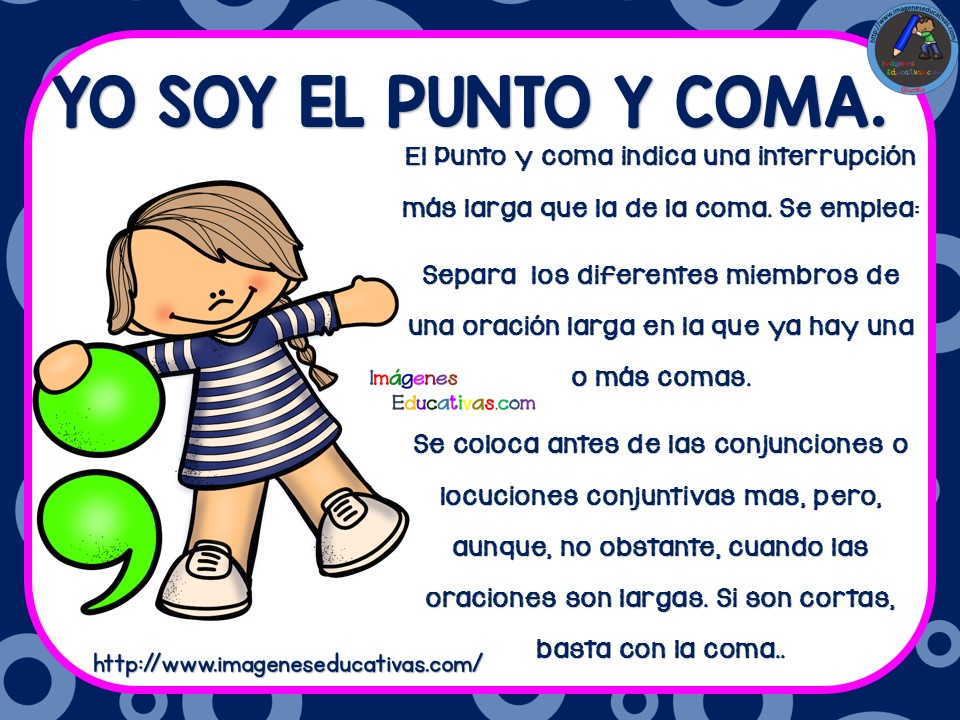 YO SOY EL PUNTO Y COMA.
El Punto y coma indica una interrupción
más larga que la de la coma. Se emplea:
Separa los diferentes miembros de
una oración larga en la que ya hay una
o más comas.
Imágenes
Educativas.com
Se coloca antes de las conjunciones o
locuciones conjuntivas mas, pero,
aunque, no obstante, cuando las
oraciones son largas. Si son cortas,
basta con la coma..
http://www.imageneseducativas.com/
http://www.imageneseducativas.com/
Imágenes
Educativas.com